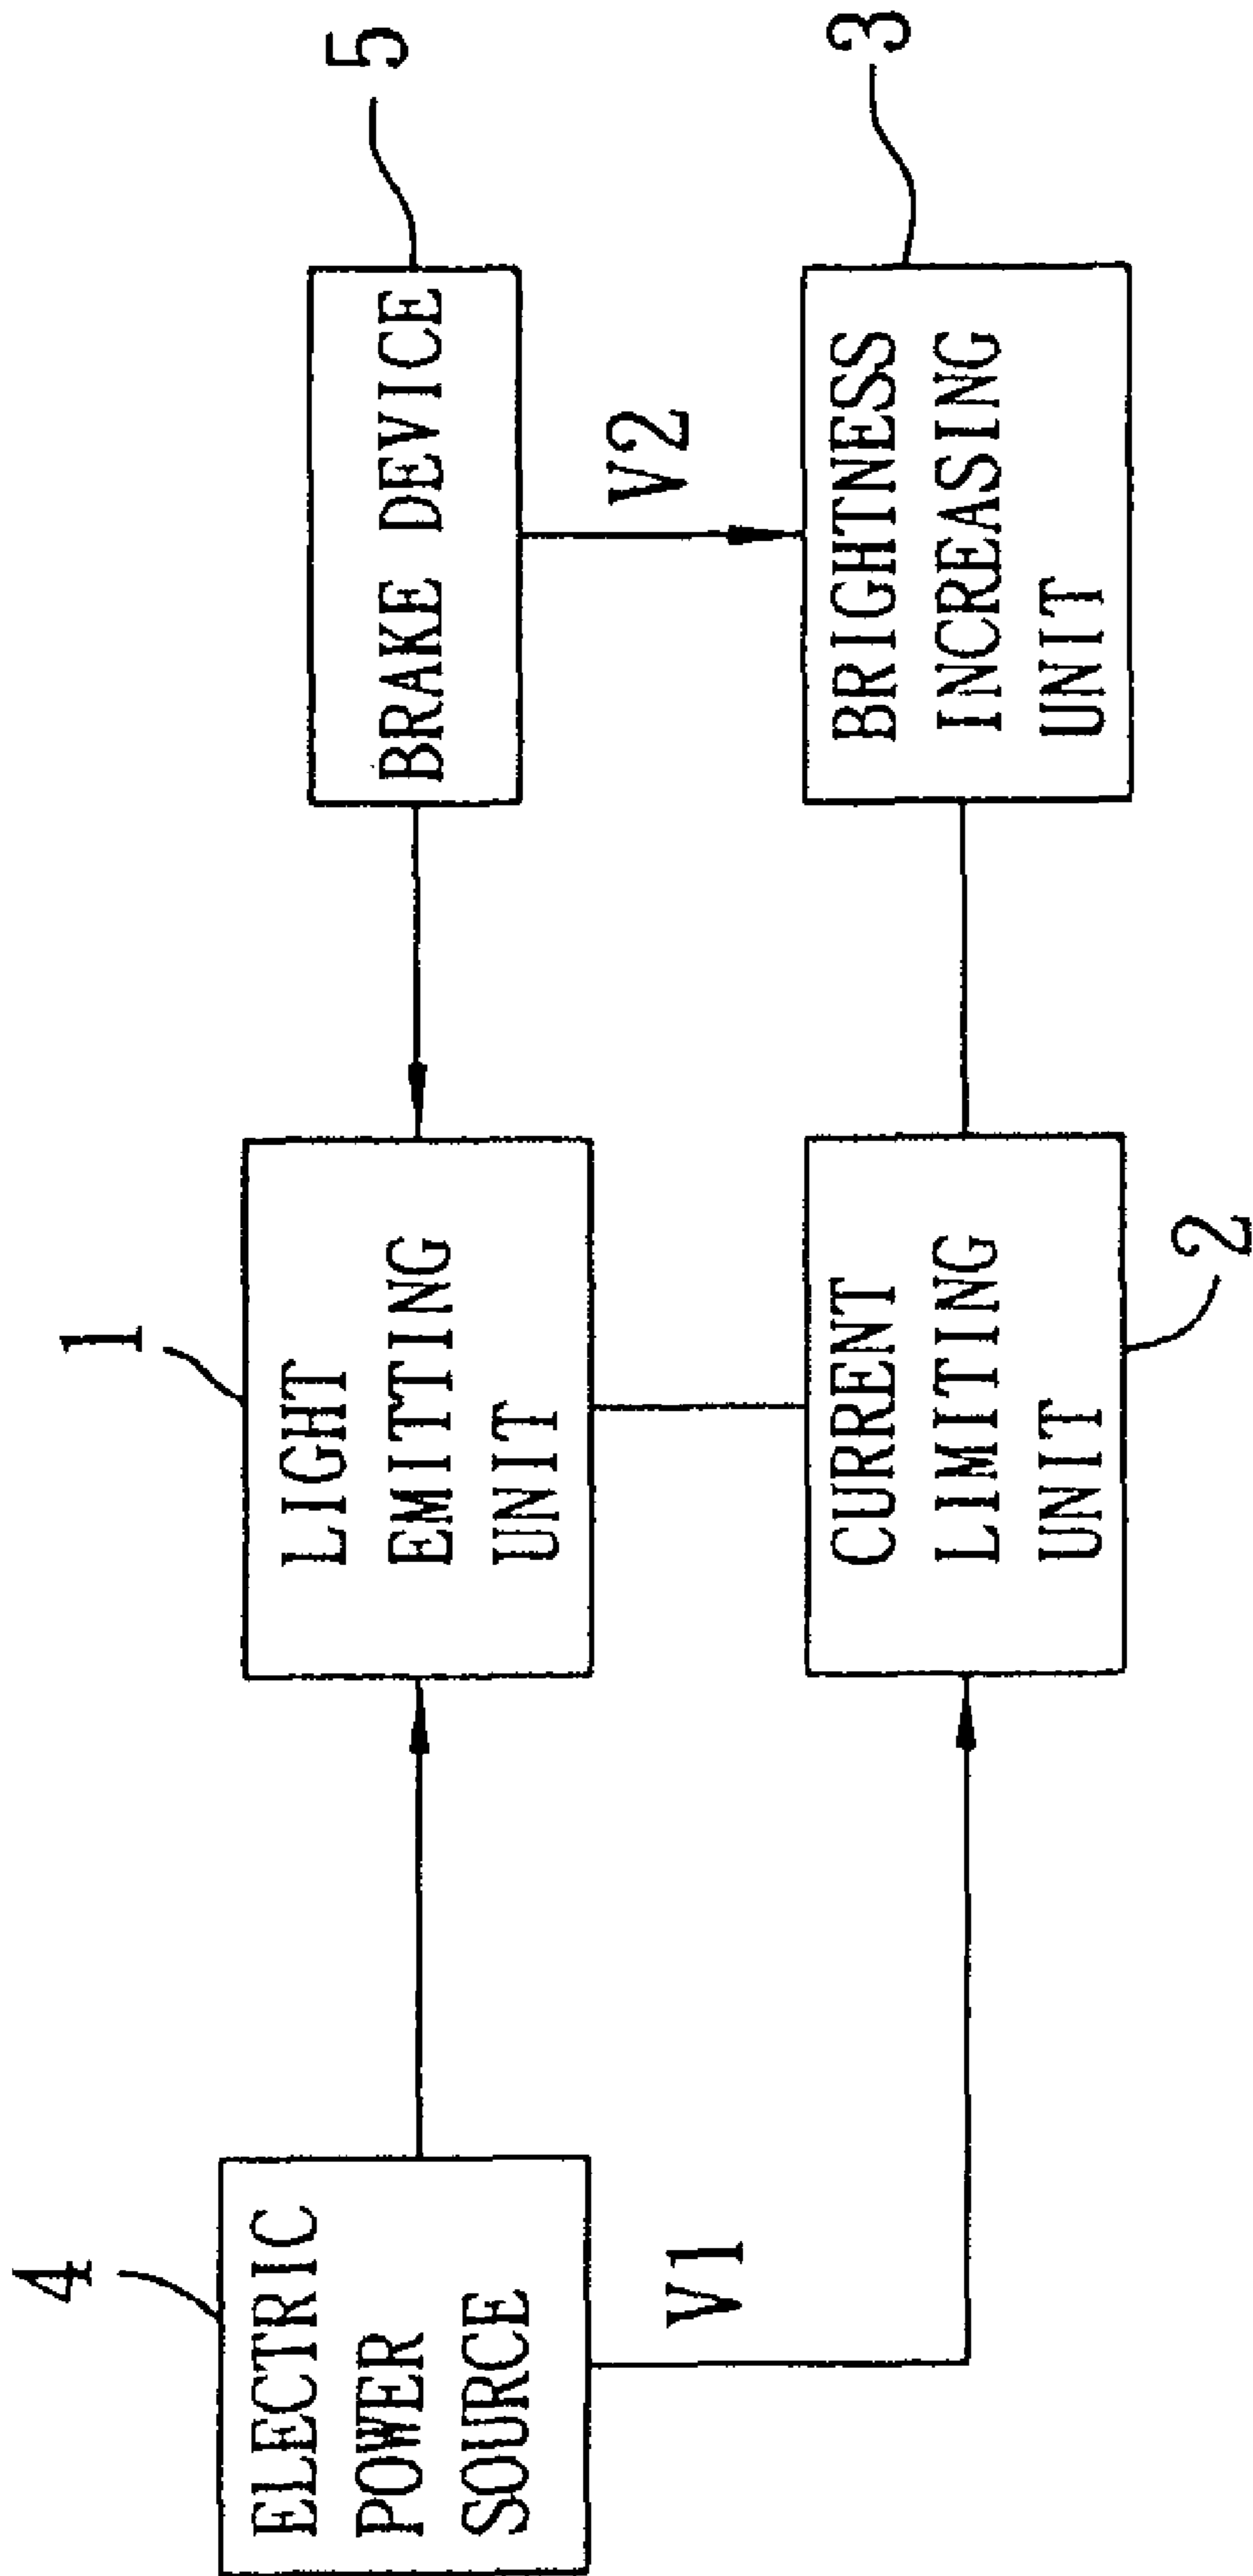 4
ELECTRIC
POWER
SOURCE
V1
1
LIGHT
EMITTING
UNIT
CURRENT
LIMITING
UNIT
2
5
BRAKE DEVICE
V2
BRIGHTNESS
INCREASING
UNIT
3